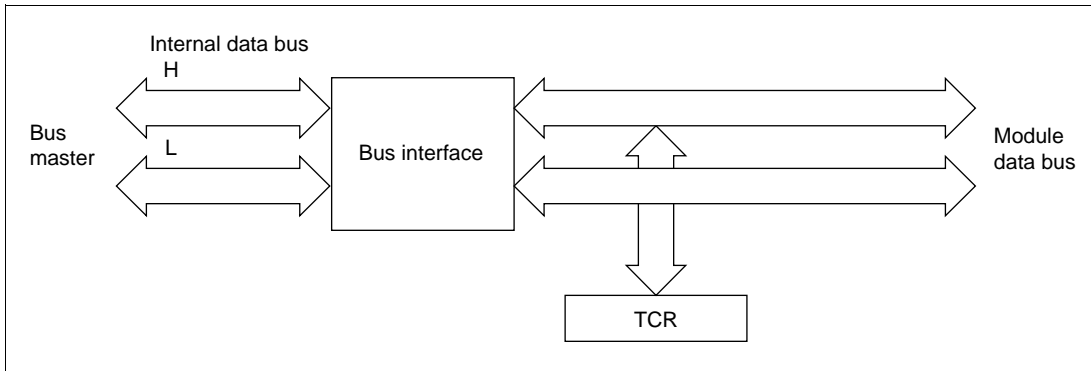 Internal data bus
H
Bus
master
L
Bus interface
Module
data bus
TCR